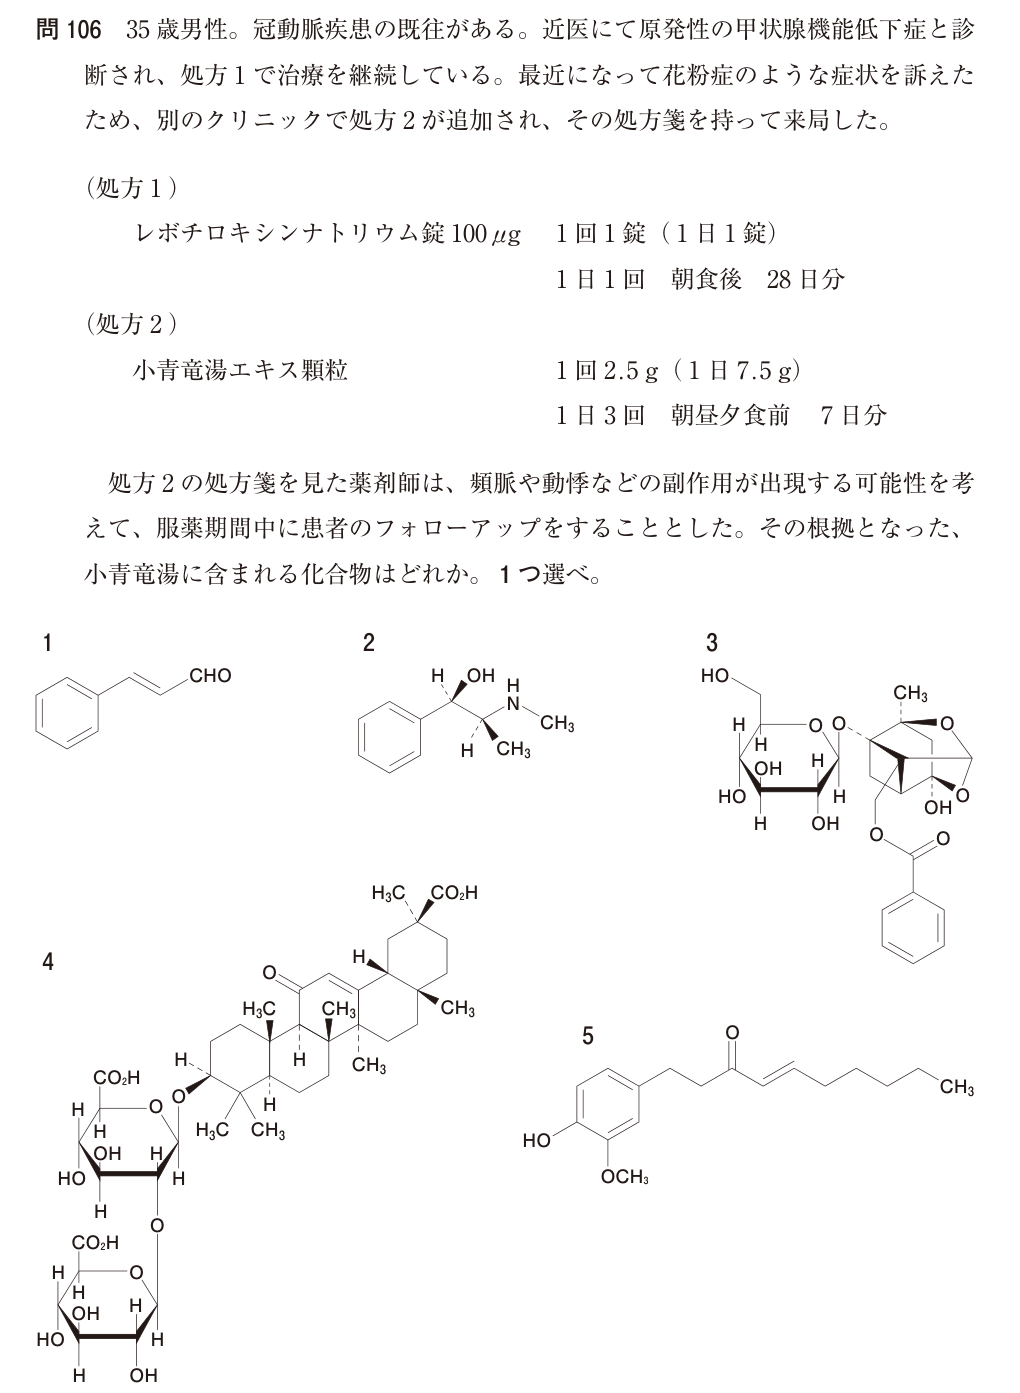 問106　35歳男性。冠動脈疾患の既往がある。近医にて原発性の甲状腺機能低下症と診
断され、処方1で治療を継続している。最近になって花粉症のような症状を訴えた
ため、別のクリニックで処方2が追加され、その処方箋を持って来局した。
（処方1）
レボチロキシンナトリウム錠100μg　1回1錠（1日1錠）
1日1回　朝食後　28日分
（処方2）
小青竜湯エキス顆粒　1回2.5g（1日7.5g）
1日3回　朝昼夕食前　7日分
処方2の処方箋を見た薬剤師は、頻脈や動悸などの副作用が出現する可能性を考
えて、服薬期間中に患者のフォローアップをすることとした。その根拠となった、
小青竜湯に含まれる化合物はどれか。1つ選べ。
1
CHO
2
H OH
H
N
CH₃
H CH₃
3
HO
CH₃
H O O O
H
OH H
HO H OH O
H OH
O O
4
H₃C CO₂H
H
O
H₃C CH₃ CH₃
H H
CH₃
CO₂H
O H
H O
H H₃C CH₃
OH H
HO H
H
O
CO₂H
H O
H
OH H
HO H
H OH
5
O
CH₃
HO
OCH₃